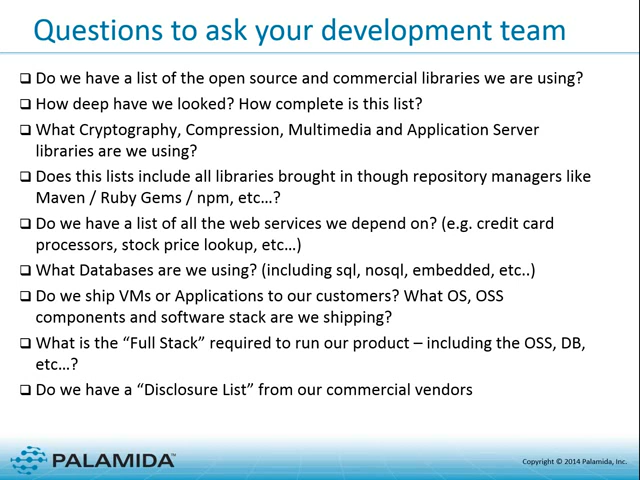 Questions to ask your development team
❑ Do we have a list of the open source and commercial libraries we are using?
❑ How deep have we looked? How complete is this list?
❑ What Cryptography, Compression, Multimedia and Application Server
libraries are we using?
❑ Does this lists include all libraries brought in though repository managers like
Maven / Ruby Gems / npm, etc…?
❑ Do we have a list of all the web services we depend on? (e.g. credit card
processors, stock price lookup, etc…)
❑ What Databases are we using? (including sql, nosql, embedded, etc..)
❑ Do we ship VMs or Applications to our customers? What OS, OSS
components and software stack are we shipping?
❑ What is the “Full Stack” required to run our product – including the OSS, DB,
etc…?
❑ Do we have a “Disclosure List” from our commercial vendors
PALAMIDA™
Copyright © 2014 Palamida, Inc.